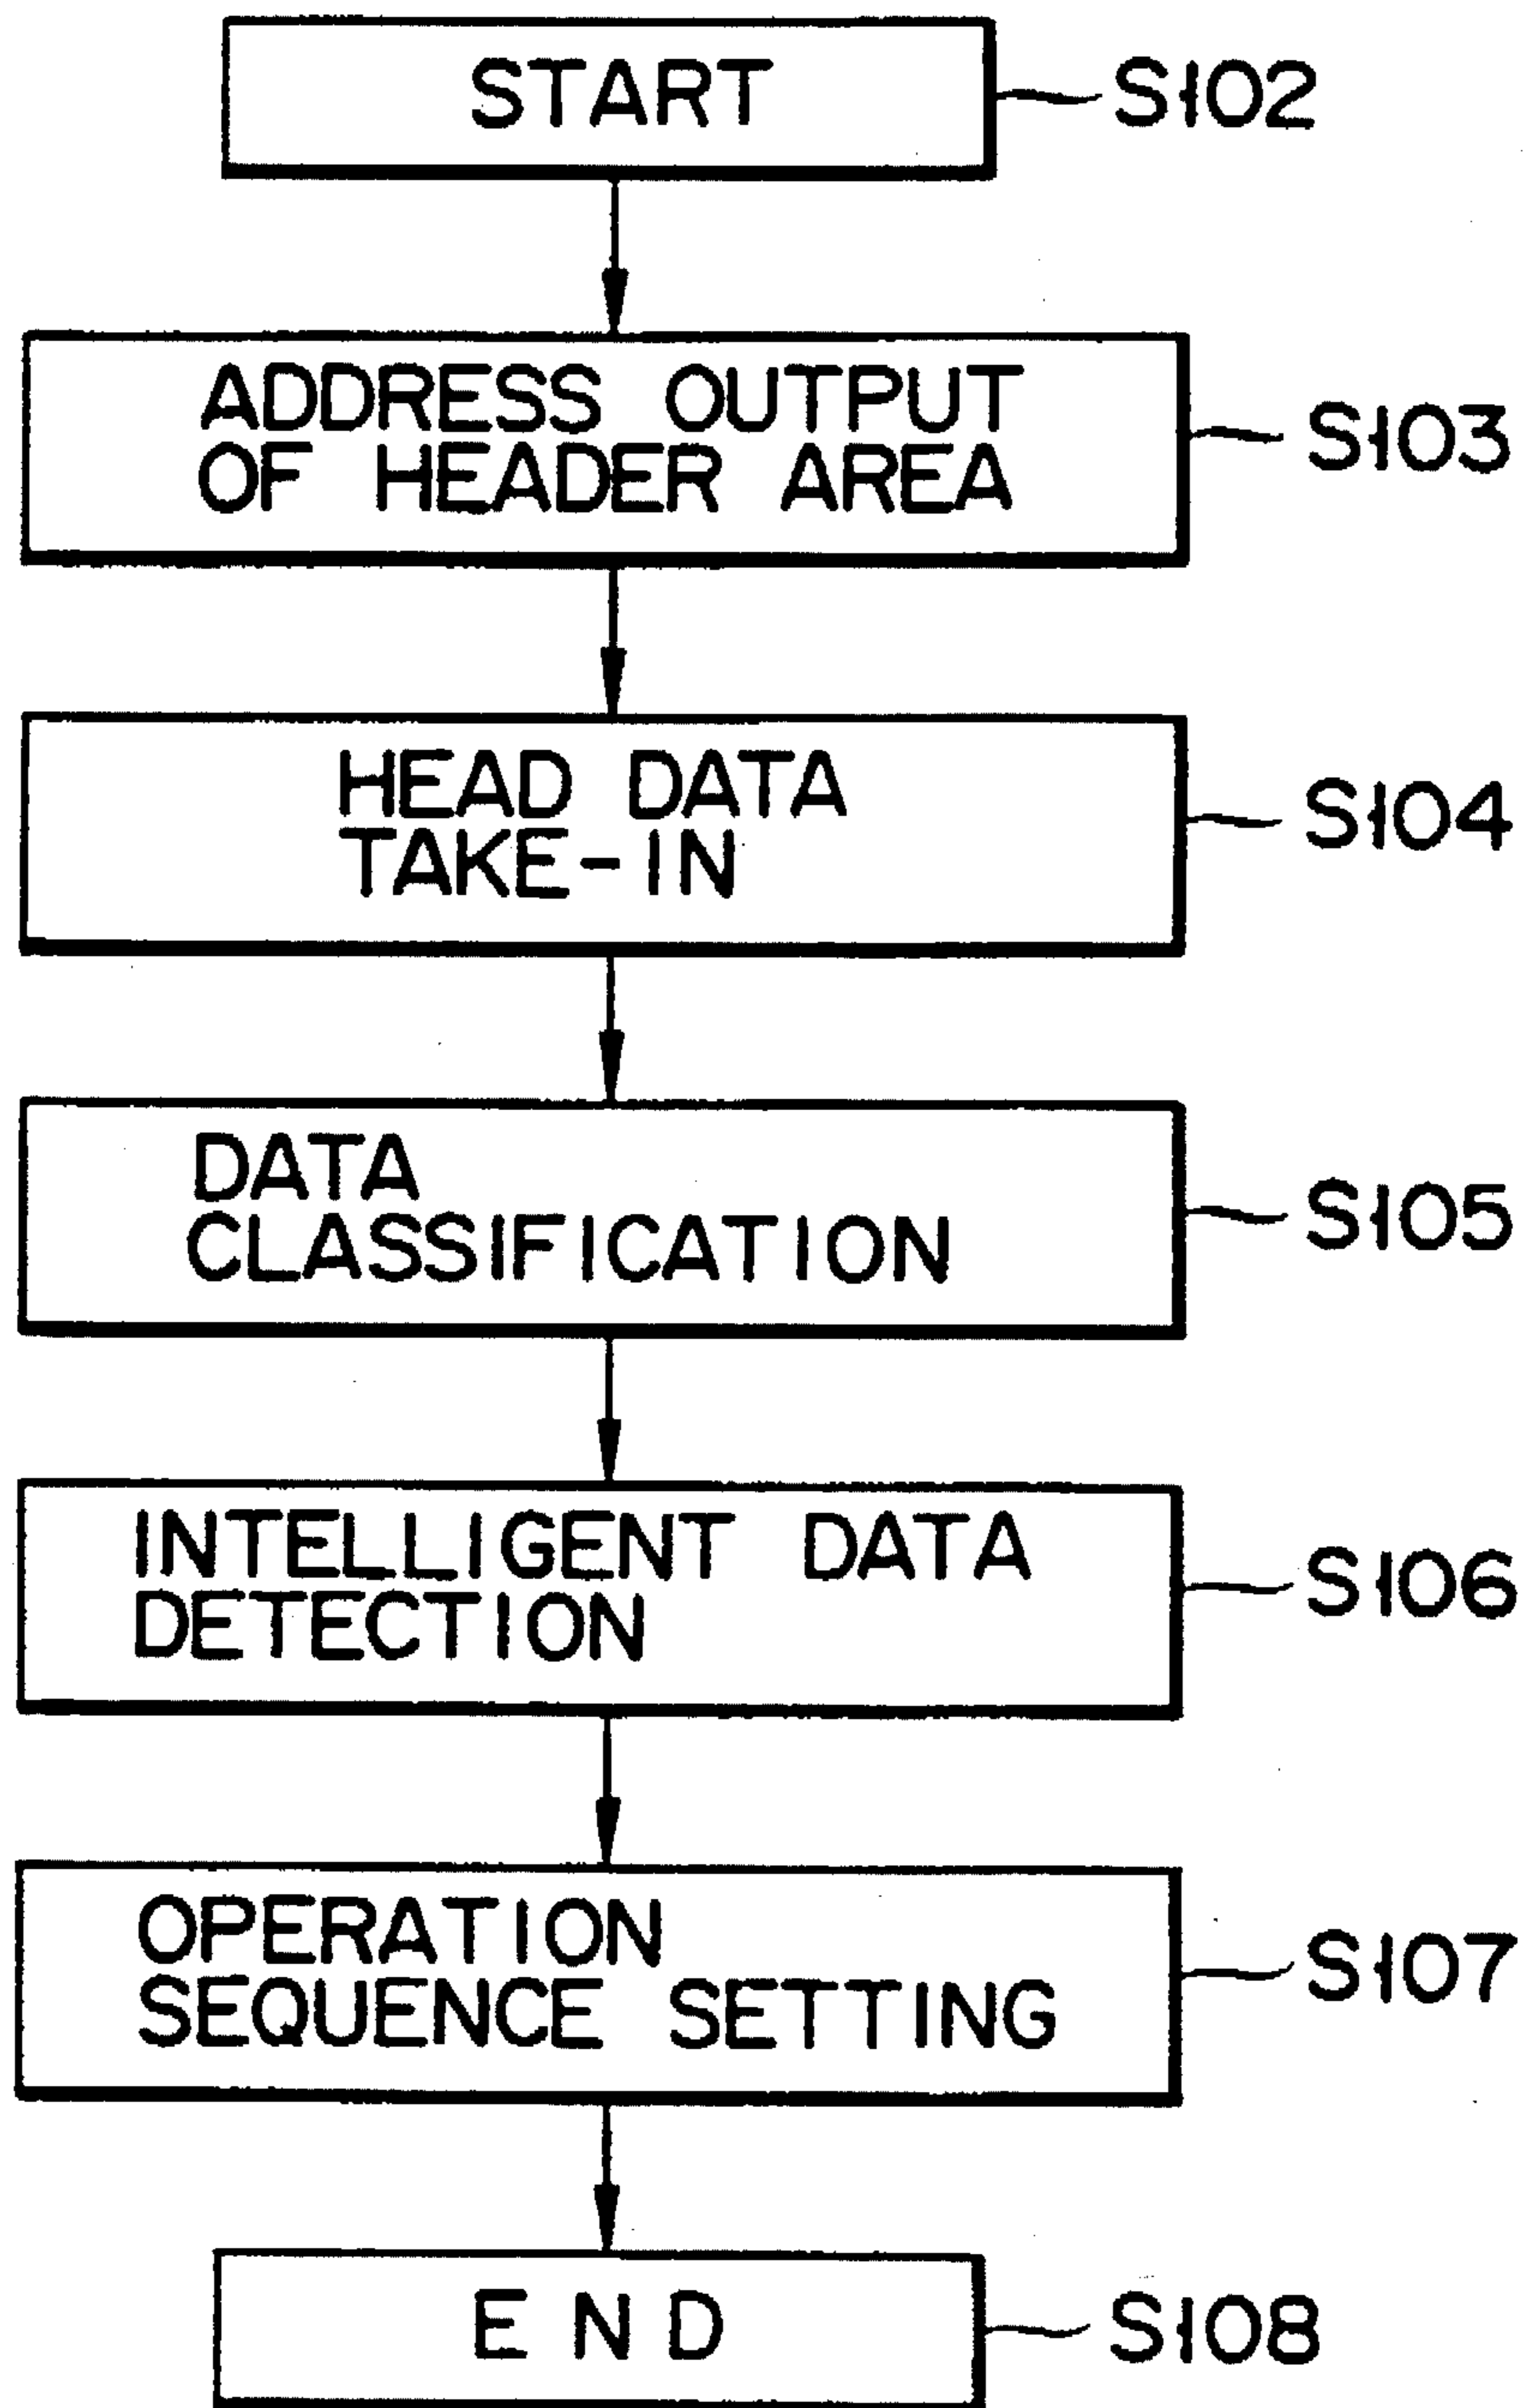 START
S102
ADDRESS OUTPUT
OF HEADER AREA
S103
HEAD DATA
TAKE-IN
S104
DATA
CLASSIFICATION
S105
INTELLIGENT DATA
DETECTION
S106
OPERATION
SEQUENCE SETTING
S107
END
S108